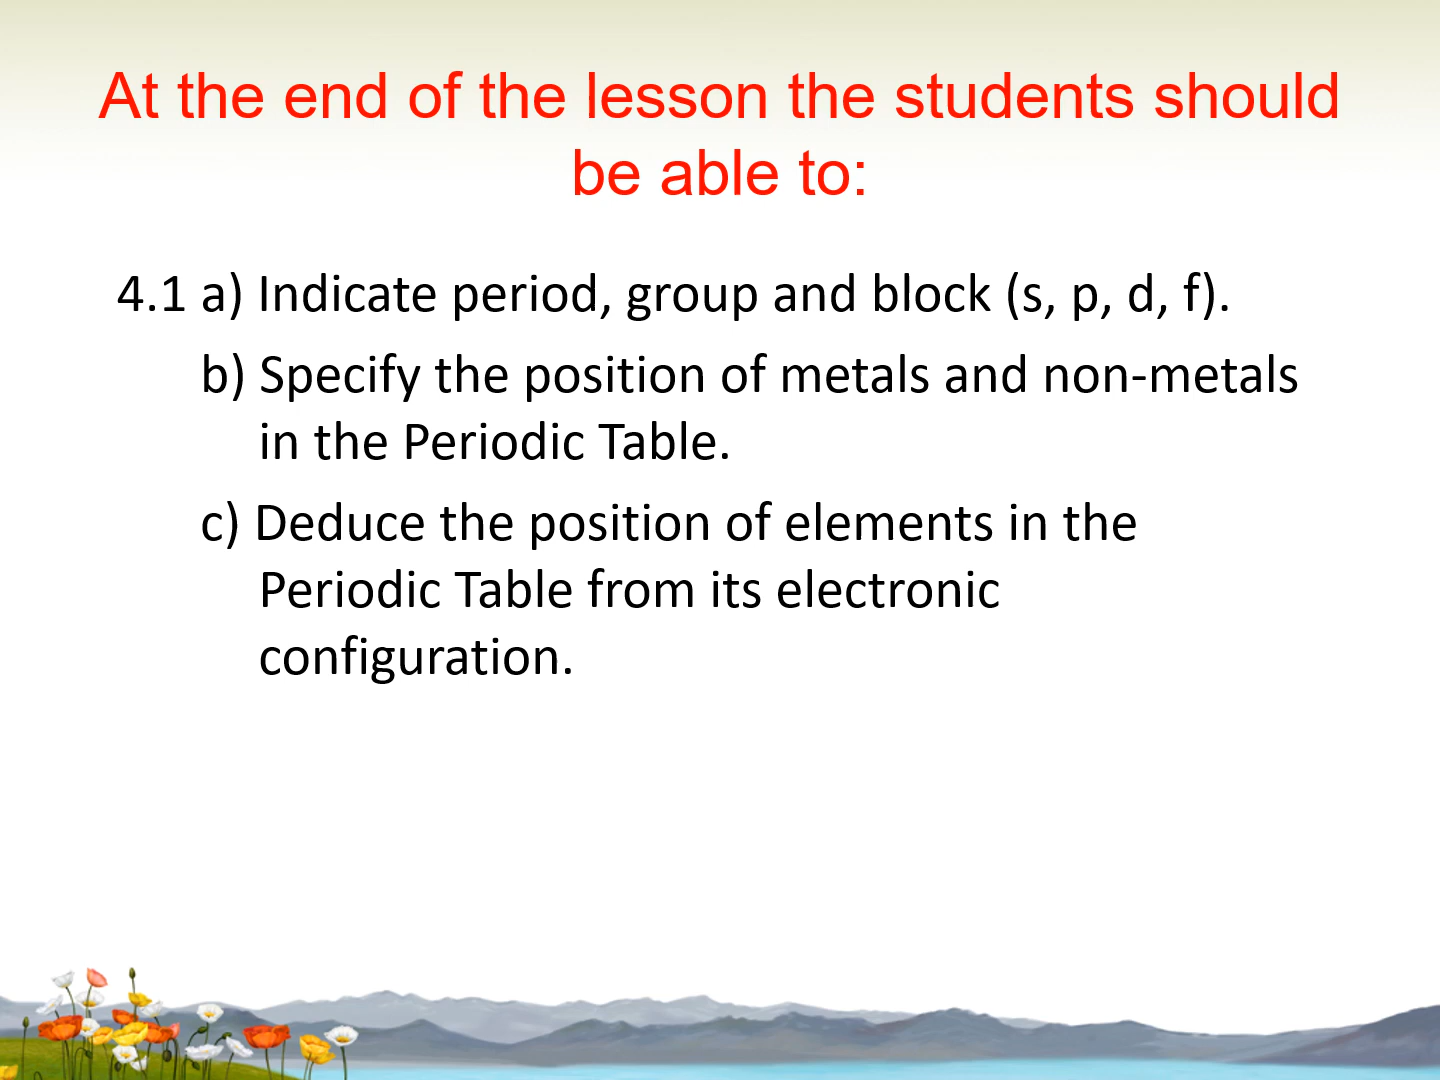 At the end of the lesson the students should
be able to:
4.1 a) Indicate period, group and block (s, p, d, f).
b) Specify the position of metals and non-metals
in the Periodic Table.
c) Deduce the position of elements in the
Periodic Table from its electronic
configuration.